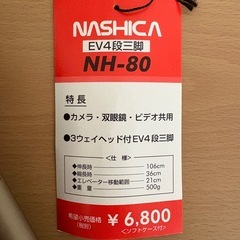 NASHICA
EV4段三脚
NH-80
特長
●カメラ・双眼鏡・ビデオ共用
●3ウェイヘッド付EV4段三脚
〈仕 様〉
●伸長時 106cm
●縮長時 36cm
●エレベーター移動範囲 21cm
●重量 500g
希望小売価格(税別) ¥6,800
〈ソフトケース付〉